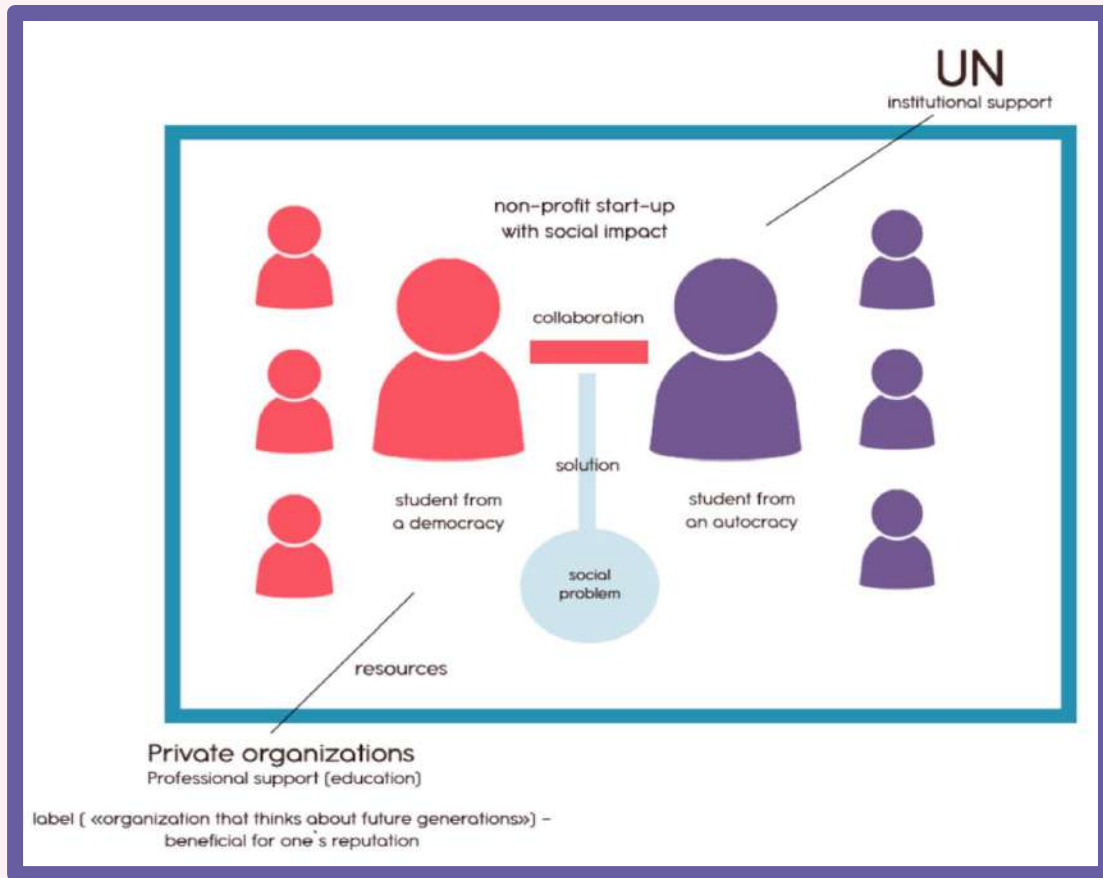 UN
institutional support
non-profit start-up
with social impact
collaboration
solution
student from
a democracy
student from
an autocracy
social
problem
resources
Private organizations
Professional support (education)
label ( «organization that thinks about future generations») –
beneficial for one`s reputation